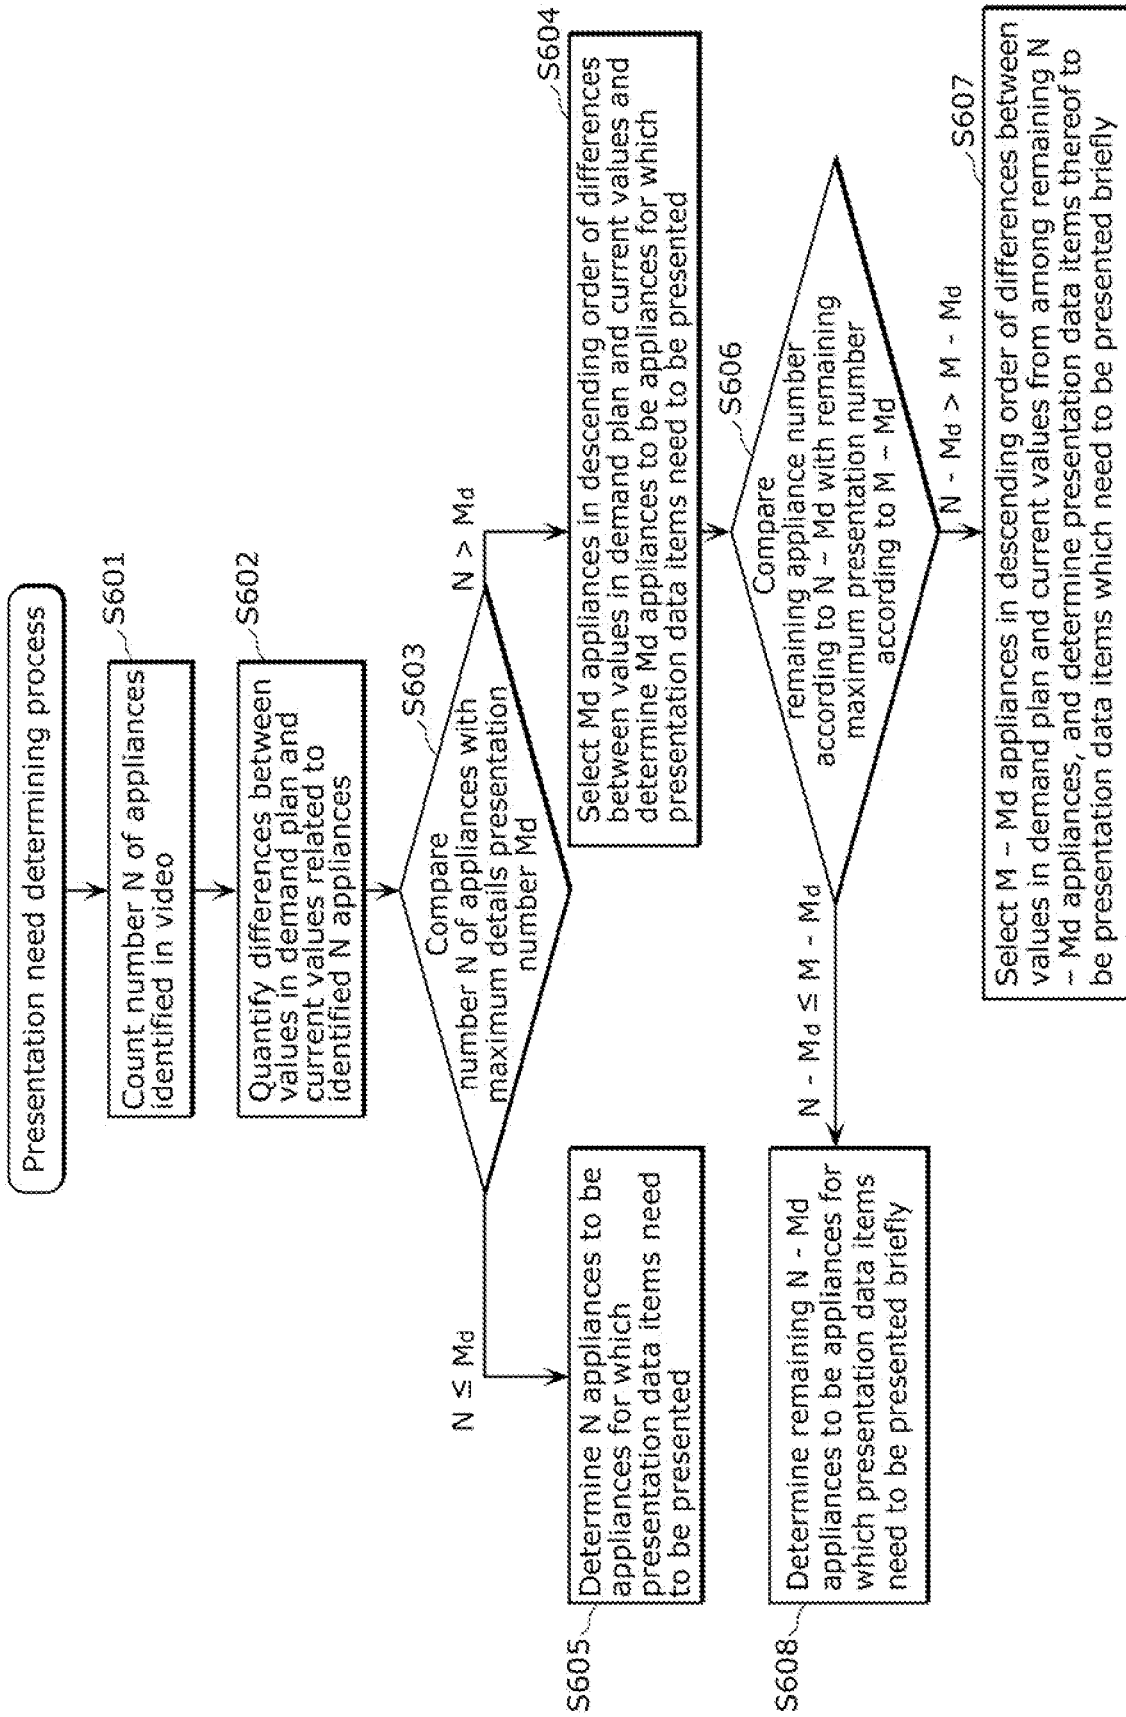 Presentation need determining process
S601
Count number N of appliances
identified in video
S602
Quantify differences between
values in demand plan and
current values related to
identified N appliances
S603
Compare
number N of appliances with
maximum details presentation
number Md
N ≤ Md
N > Md
S604
Select Md appliances in descending order of differences
between values in demand plan and current values and
determine Md appliances to be appliances for which
presentation data items need to be presented
S605
Determine N appliances to be
appliances for which
presentation data items need
to be presented
S606
Compare
remaining appliance number
according to N – Md with remaining
maximum presentation number
according to M – Md
N - Md ≤ M - Md
N - Md > M - Md
S607
Select M – Md appliances in descending order of differences between
values in demand plan and current values from among remaining N
– Md appliances, and determine presentation data items thereof to
be presentation data items which need to be presented briefly
S608
Determine remaining N - Md
appliances to be appliances for
which presentation data items
need to be presented briefly